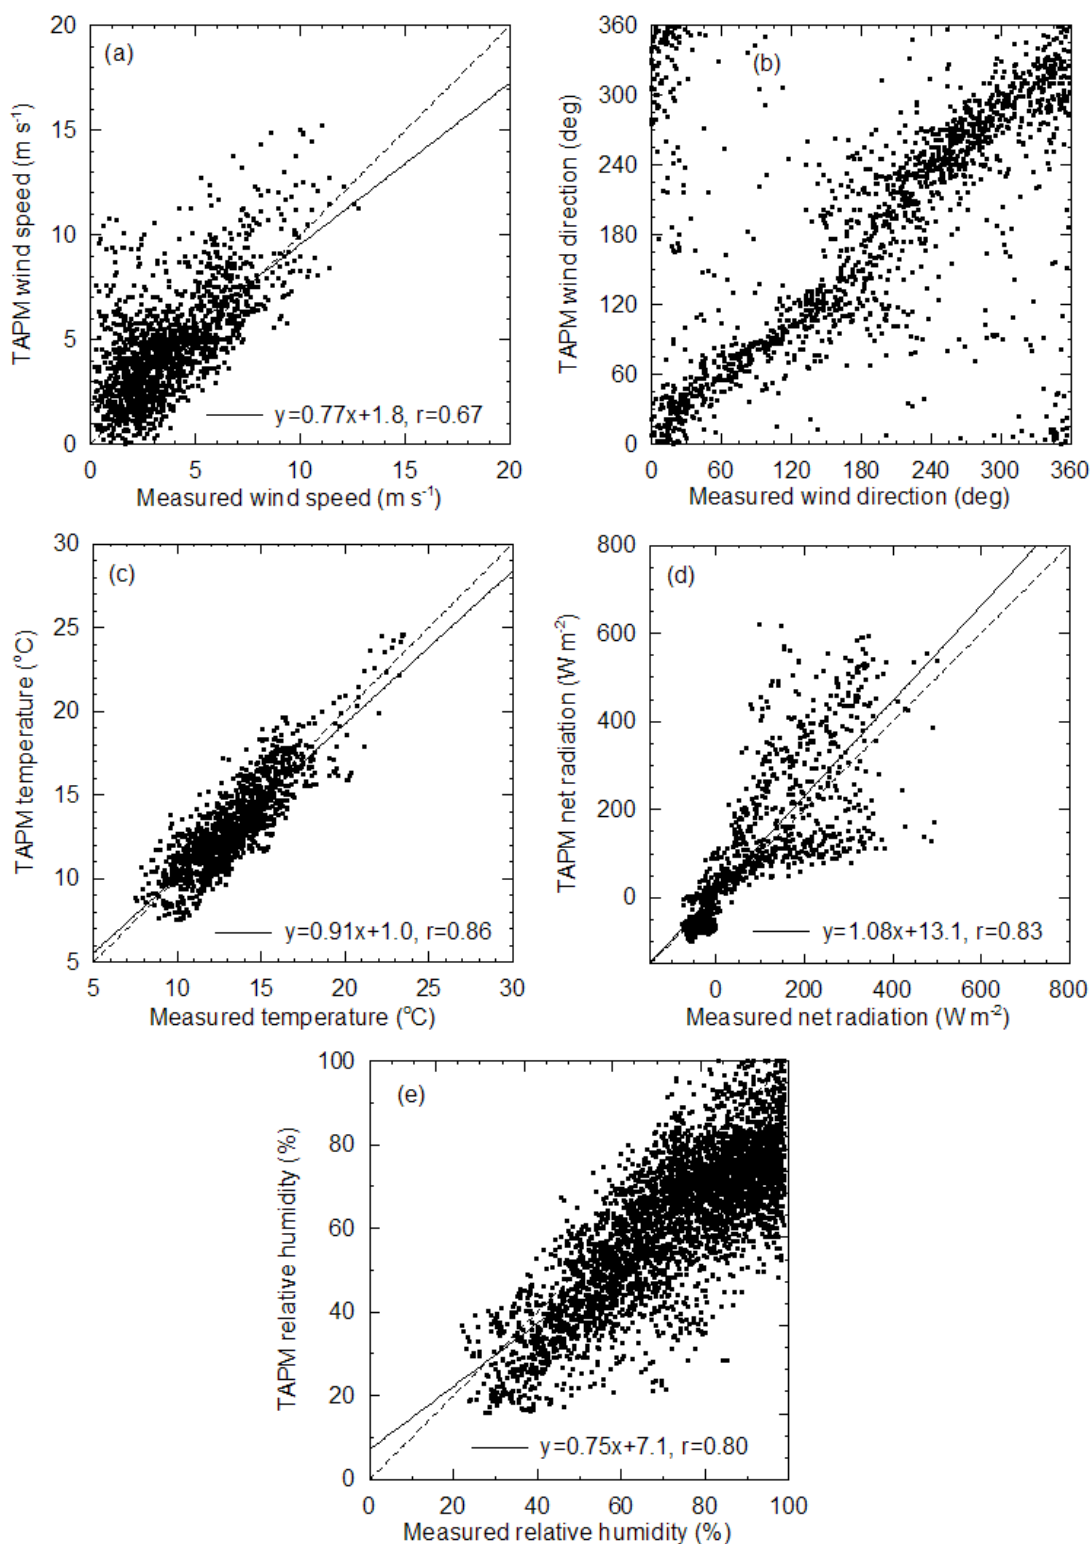 (a)
TAPM wind speed (m s⁻¹)
20
15
10
5
0
y=0.77x+1.8, r=0.67
0 5 10 15 20
Measured wind speed (m s⁻¹)
(b)
TAPM wind direction (deg)
360
300
240
180
120
60
0
0 60 120 180 240 300 360
Measured wind direction (deg)
(c)
TAPM temperature (°C)
30
25
20
15
10
5
y=0.91x+1.0, r=0.86
5 10 15 20 25 30
Measured temperature (°C)
(d)
TAPM net radiation (W m⁻²)
800
600
400
200
0
y=1.08x+13.1, r=0.83
0 200 400 600 800
Measured net radiation (W m⁻²)
(e)
TAPM relative humidity (%)
100
80
60
40
20
0
y=0.75x+7.1, r=0.80
0 20 40 60 80 100
Measured relative humidity (%)